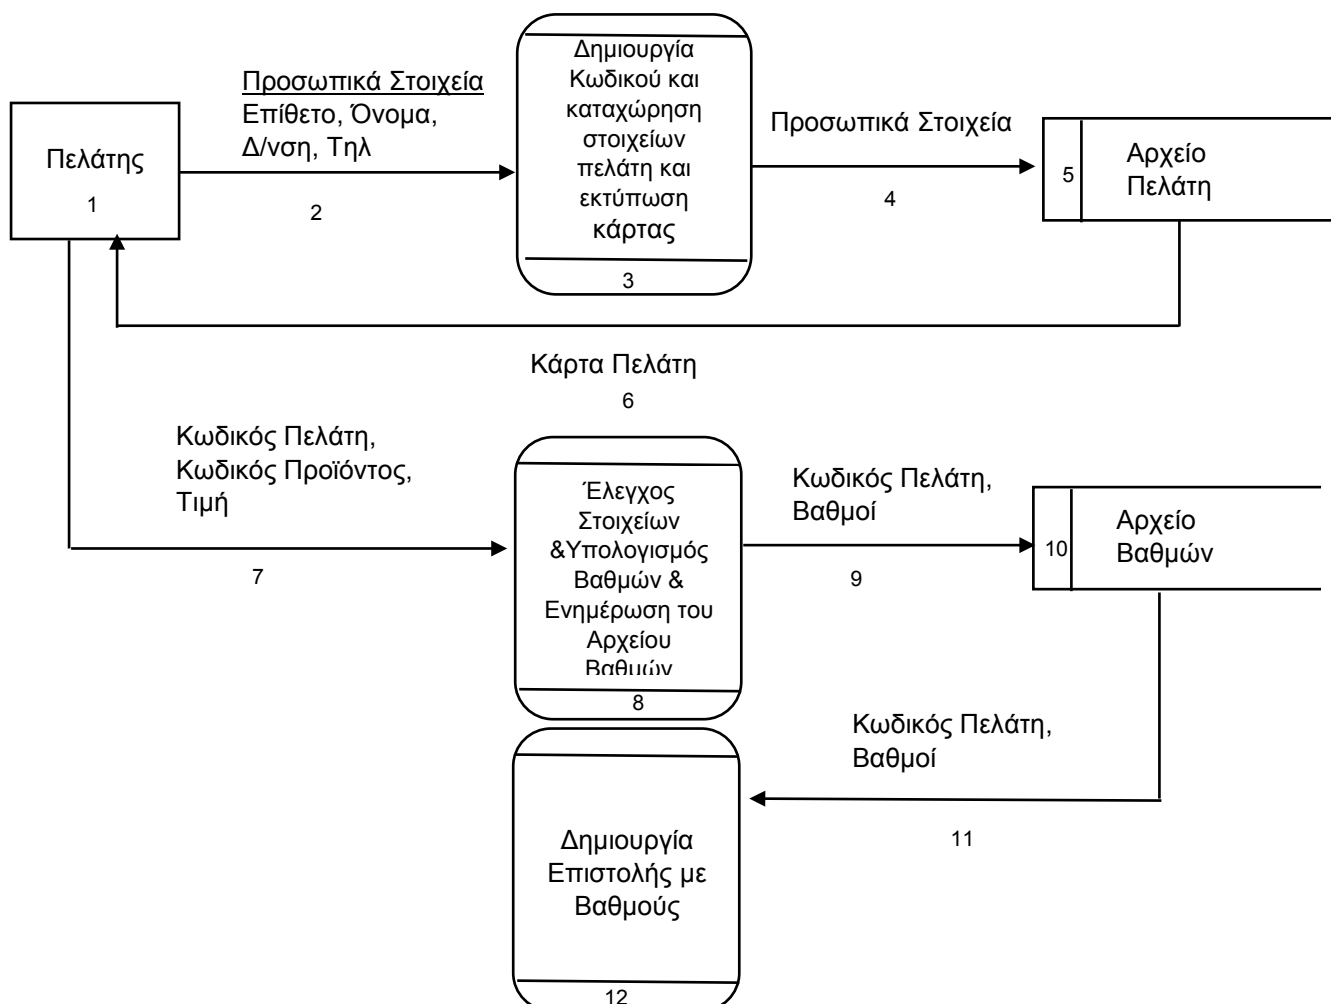 Δημιουργία
Κωδικού και
καταχώρηση
στοιχείων
πελάτη και
εκτύπωση
κάρτας
3
Προσωπικά Στοιχεία
Επίθετο, Όνομα,
Δ/νση, Τηλ
2
Πελάτης
1
Προσωπικά Στοιχεία
4
5
Αρχείο
Πελάτη
Κάρτα Πελάτη
6
Κωδικός Πελάτη,
Κωδικός Προϊόντος,
Τιμή
7
Έλεγχος
Στοιχείων
&Υπολογισμός
Βαθμών &
Ενημέρωση του
Αρχείου
Βαθμών
8
Κωδικός Πελάτη,
Βαθμοί
9
10
Αρχείο
Βαθμών
Κωδικός Πελάτη,
Βαθμοί
11
Δημιουργία
Επιστολής με
Βαθμούς
12